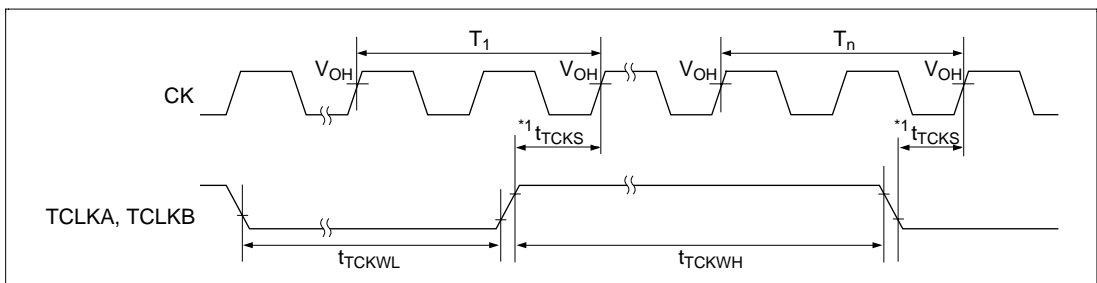 T1 Tn
VOH VOH VOH VOH
CK
*1 tTCKS *1 tTCKS
TCLKA, TCLKB
tTCKWL tTCKWH